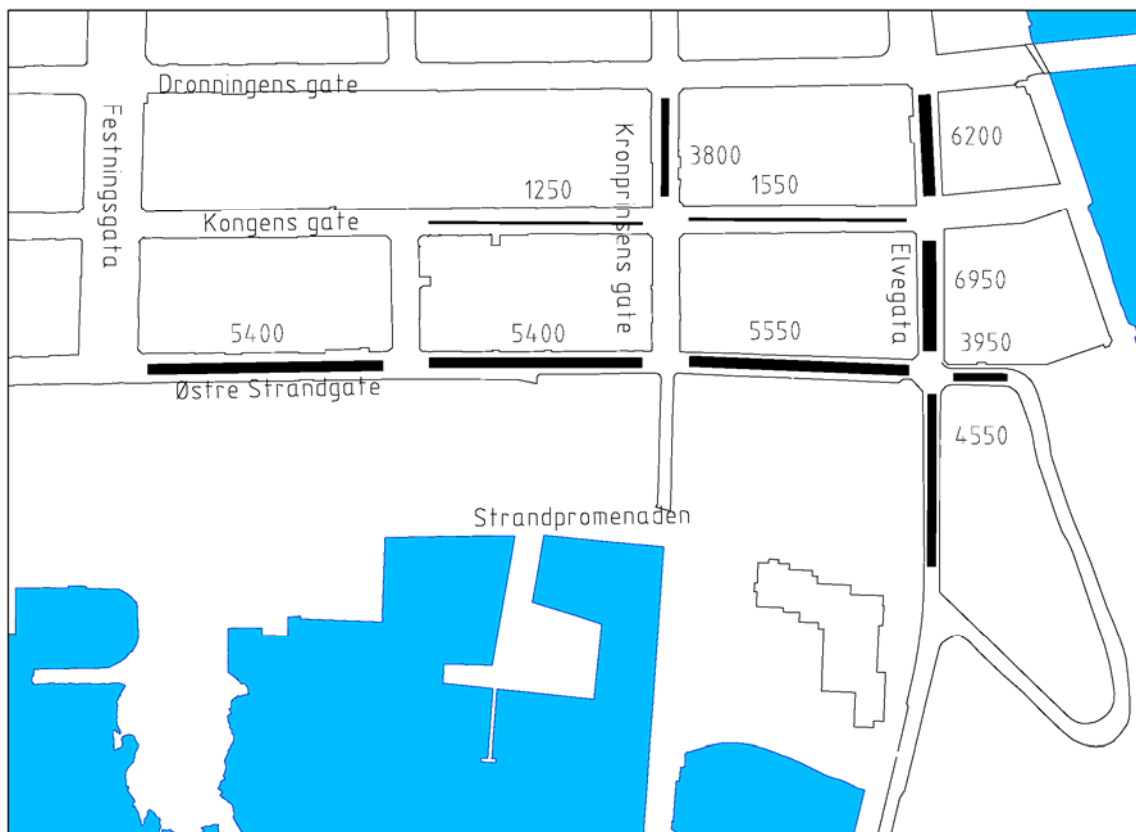 Dronningens gate
Festningsgata
Kronprinsens gate
3800
6200
1250
1550
Kongens gate
Elvegata
6950
5400
5400
5550
3950
Østre Strandgate
4550
Strandpromenaden